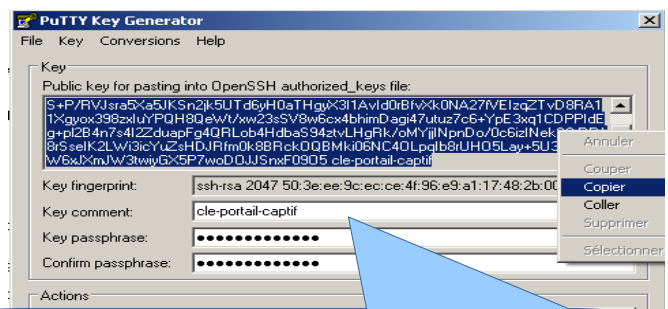 PuTTY Key Generator
File Key Conversions Help
Key
Public key for pasting into OpenSSH authorized_keys file:
S+P/RVJsra5Xa5JKSn2jk5UTd6yH0aTHgyX3l1AvId0rBfvXk0NA27fVEIzqZTvD8RA1
1Xgyox398zxluYPQH8QeWt/xw23sSV8w6cx4bhimDagi47utuz7c6+YpE3xq1CDPPIdE
g+pl2B4n7s4I2ZduapFg4QRLob4HdbaS94ztvLHgRk/oMYjjlNpnDo/0c6izlNek
8rSselK2LWi3icYuZsHDJRfm0k8BRckOQBMki06NC4OLpqIb8rUHO5Lay+5U3
W6xJXmJW3twiyGX5P7woDOJJSnxF09O5 cle-portail-captif
Annuler
Couper
Copier
Coller
Supprimer
Sélectionner
Key fingerprint: ssh-rsa 2047 50:3e:ee:9c:ec:ce:4f:96:e9:a1:17:48:2b:00
Key comment: cle-portail-captif
Key passphrase: •••••••••••••
Confirm passphrase: •••••••••••••
Actions